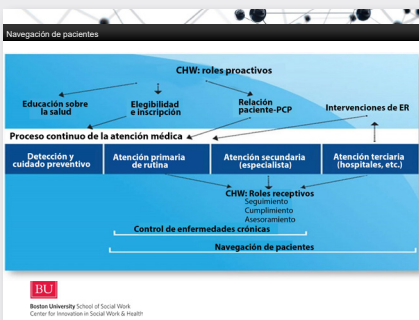 Navegación de pacientes
CHW: roles proactivos
Educación sobre
la salud
Elegibilidad
e inscripción
Relación
paciente-PCP
Intervenciones de ER
Proceso continuo de la atención médica
Detección y
cuidado preventivo
Atención primaria
de rutina
Atención secundaria
(especialista)
Atención terciaria
(hospitales, etc.)
CHW: Roles receptivos
Seguimiento
Cumplimiento
Asesoramiento
Control de enfermedades crónicas
Navegación de pacientes
BU
Boston University School of Social Work
Center for Innovation in Social Work & Health